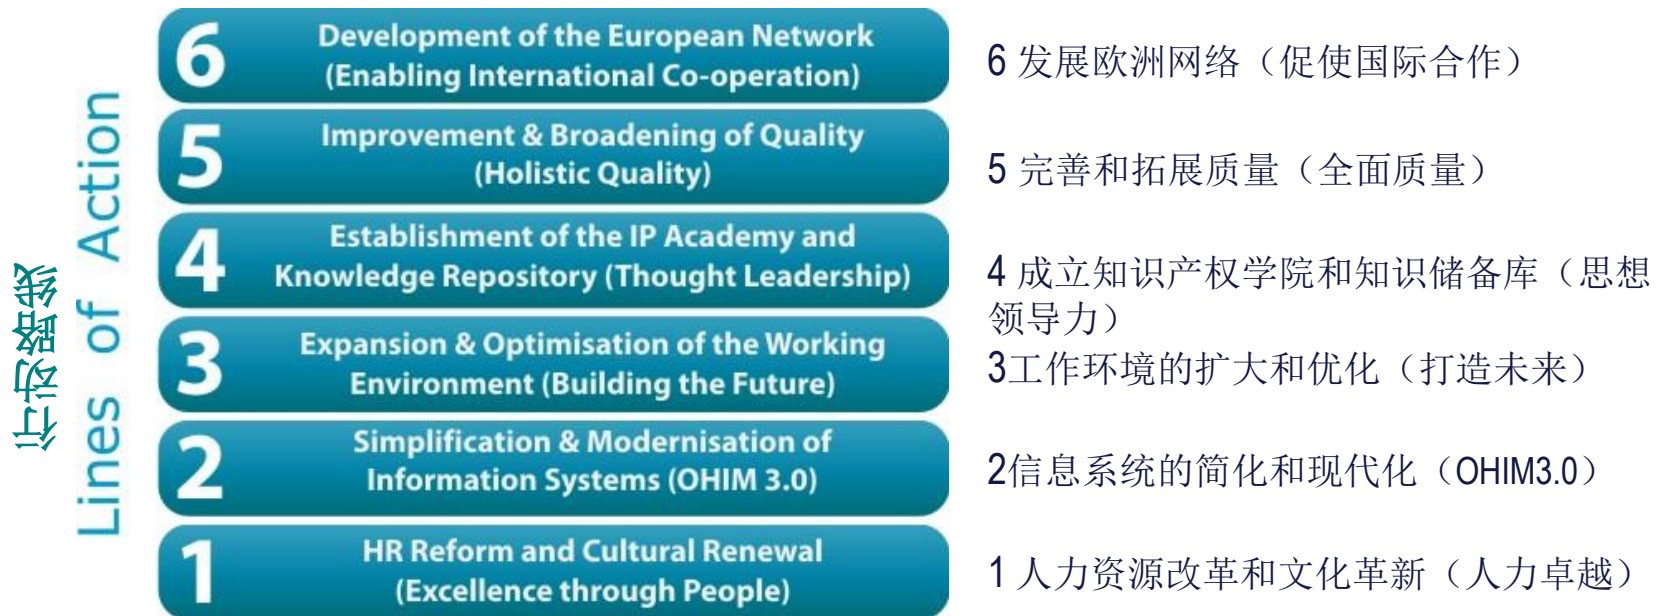 行动路线
Lines of Action
6
Development of the European Network
(Enabling International Co-operation)
6 发展欧洲网络（促使国际合作）
5
Improvement & Broadening of Quality
(Holistic Quality)
5 完善和拓展质量（全面质量）
4
Establishment of the IP Academy and
Knowledge Repository (Thought Leadership)
4 成立知识产权学院和知识储备库（思想
领导力）
3
Expansion & Optimisation of the Working
Environment (Building the Future)
3工作环境的扩大和优化（打造未来）
2
Simplification & Modernisation of
Information Systems (OHIM 3.0)
2信息系统的简化和现代化（OHIM3.0）
1
HR Reform and Cultural Renewal
(Excellence through People)
1 人力资源改革和文化革新（人力卓越）